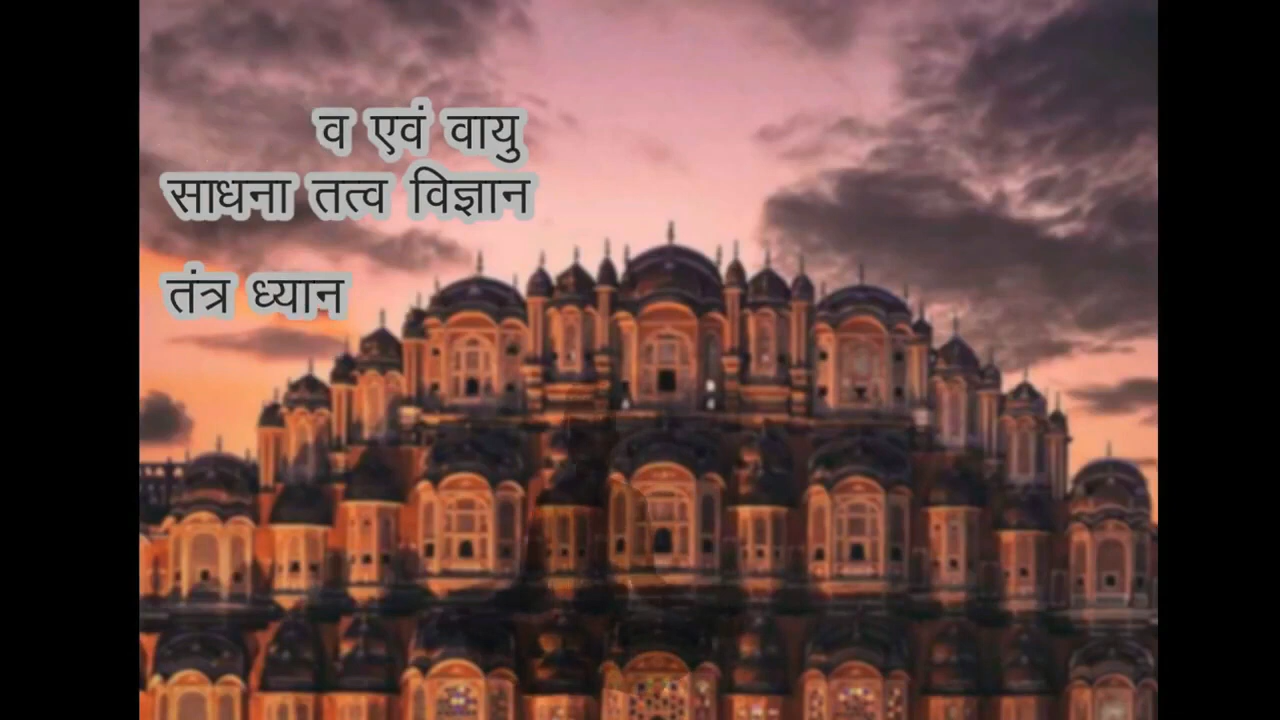 व एवं वायु
साधना तत्व विज्ञान
तंत्र ध्यान